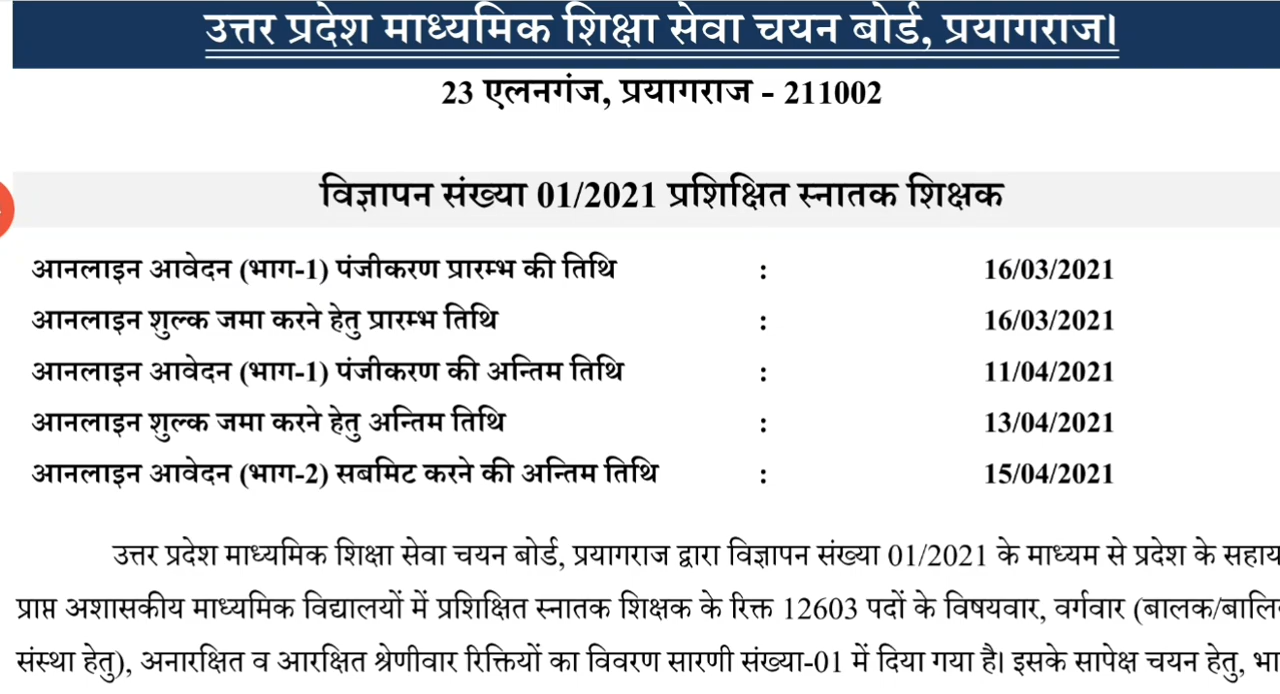 उत्तर प्रदेश माध्यमिक शिक्षा सेवा चयन बोर्ड, प्रयागराज।
23 एलनगंज, प्रयागराज - 211002
विज्ञापन संख्या 01/2021 प्रशिक्षित स्नातक शिक्षक
आनलाइन आवेदन (भाग-1) पंजीकरण प्रारम्भ की तिथि : 16/03/2021
आनलाइन शुल्क जमा करने हेतु प्रारम्भ तिथि : 16/03/2021
आनलाइन आवेदन (भाग-1) पंजीकरण की अन्तिम तिथि : 11/04/2021
आनलाइन शुल्क जमा करने हेतु अन्तिम तिथि : 13/04/2021
आनलाइन आवेदन (भाग-2) सबमिट करने की अन्तिम तिथि : 15/04/2021
उत्तर प्रदेश माध्यमिक शिक्षा सेवा चयन बोर्ड, प्रयागराज द्वारा विज्ञापन संख्या 01/2021 के माध्यम से प्रदेश के
प्राप्त अशासकीय माध्यमिक विद्यालयों में प्रशिक्षित स्नातक शिक्षक के रिक्त 12603 पदों के विषयवार, वर्गवार (बालक/
संस्था हेतु), अनारक्षित व आरक्षित श्रेणीवार रिक्तियों का विवरण सारणी संख्या-01 में दिया गया है। इसके सापेक्ष चयन हेतु,